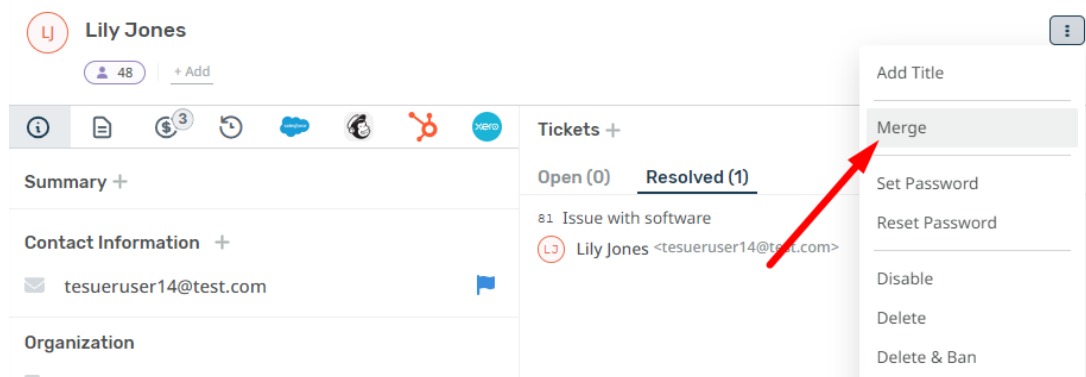 LJ
Lily Jones
48
+ Add
3
salesforce
xero
Summary +
Contact Information +
tesueruser14@test.com
Organization
Tickets +
Open (0) Resolved (1)
81 Issue with software
LJ Lily Jones <tesueruser14@test.com>
Add Title
Merge
Set Password
Reset Password
Disable
Delete
Delete & Ban